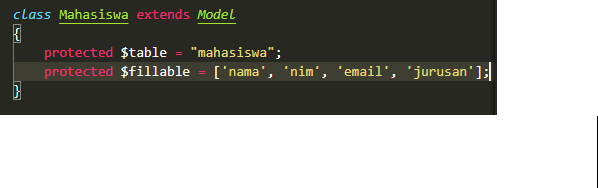 class Mahasiswa extends Model
{
    protected $table = "mahasiswa";
    protected $fillable = ['nama', 'nim', 'email', 'jurusan'];
}